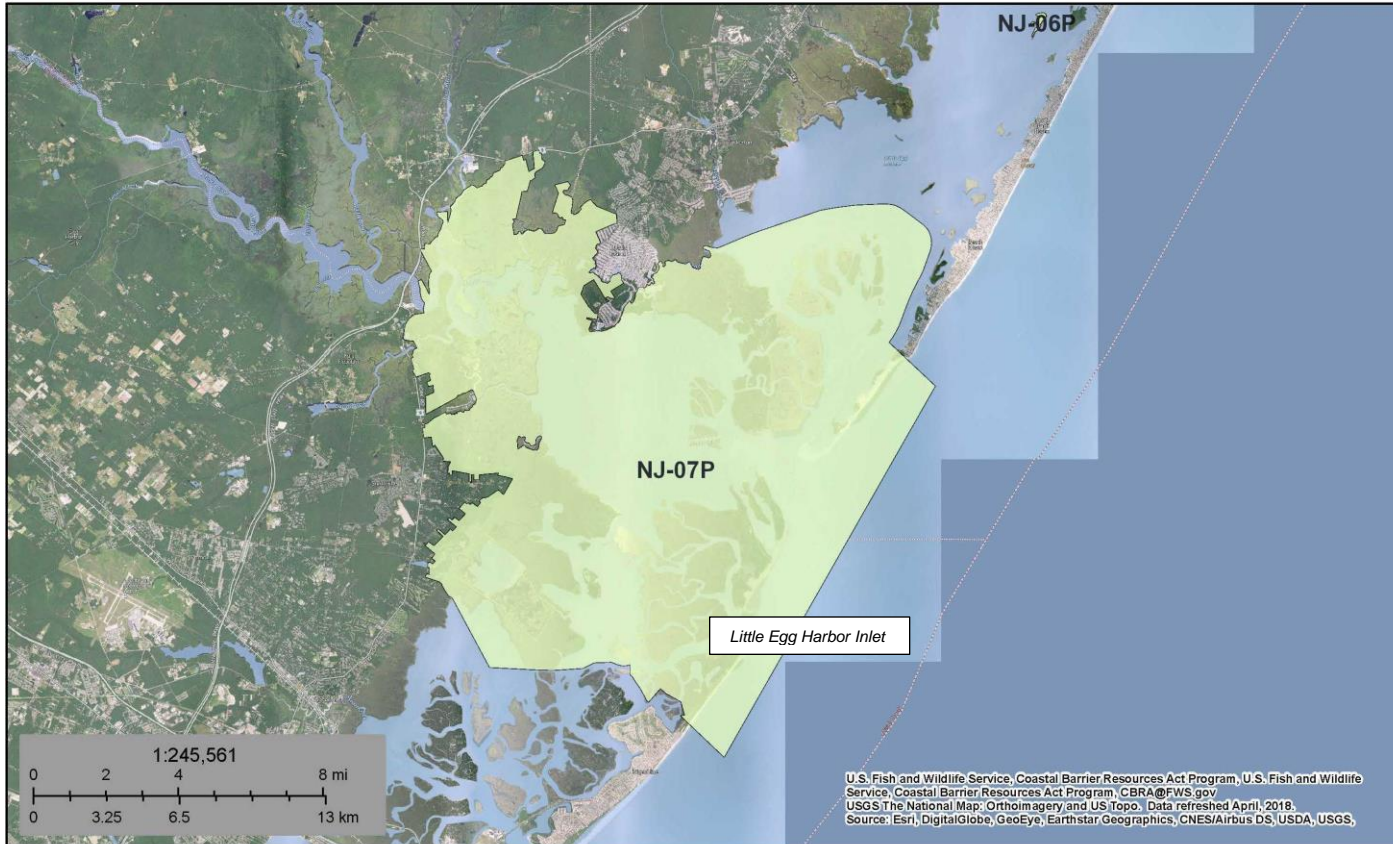 NJ-06P
NJ-07P
Little Egg Harbor Inlet
1:245,561
0 2 4 8 mi
0 3.25 6.5 13 km
U.S. Fish and Wildlife Service, Coastal Barrier Resources Act Program, U.S. Fish and Wildlife
Service, Coastal Barrier Resources Act Program, CBRA@FWS.gov
USGS The National Map: Orthoimagery and US Topo. Data refreshed April, 2018.
Source: Esri, DigitalGlobe, GeoEye, Earthstar Geographics, CNES/Airbus DS, USDA, USGS,